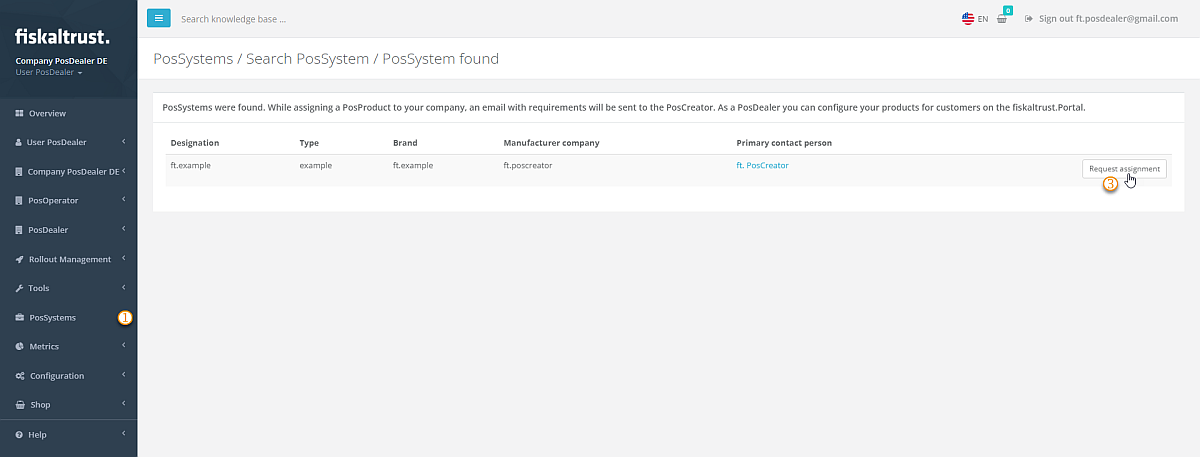 Search knowledge base ...
EN
0
Sign out ft.posdealer@gmail.com
fiskaltrust.
Company PosDealer DE
User PosDealer
Overview
User PosDealer
Company PosDealer DE
PosOperator
PosDealer
Rollout Management
Tools
PosSystems
1
Metrics
Configuration
Shop
Help
PosSystems / Search PosSystem / PosSystem found
PosSystems were found. While assigning a PosProduct to your company, an email with requirements will be sent to the PosCreator. As a PosDealer you can configure your products for customers on the fiskaltrust.Portal.
Designation Type Brand Manufacturer company Primary contact person
ft.example example ft.example ft.poscreator ft. PosCreator
Request assignment
3